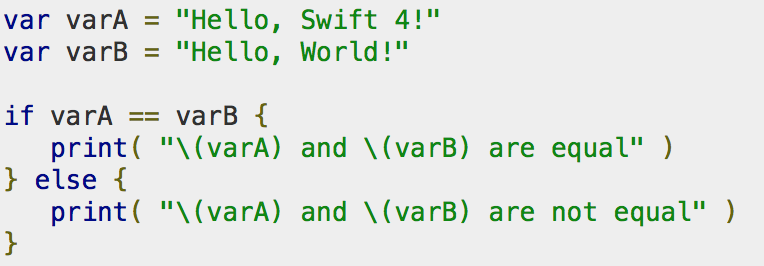 var varA = "Hello, Swift 4!"
var varB = "Hello, World!"
if varA == varB {
   print( "\(varA) and \(varB) are equal" )
} else {
   print( "\(varA) and \(varB) are not equal" )
}